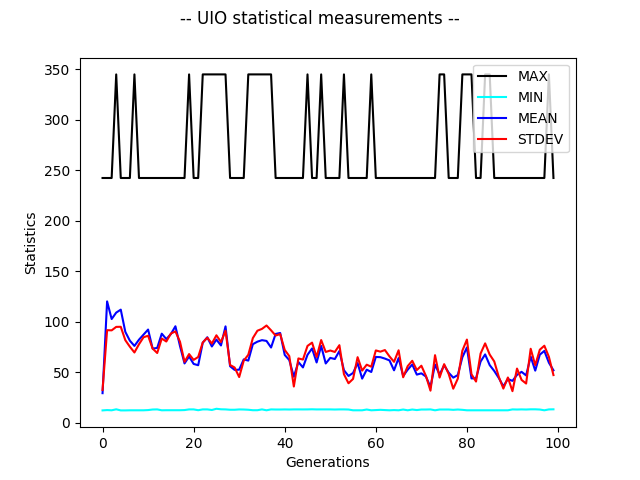 -- UIO statistical measurements --
350
300
250
200
150
100
50
0
Statistics
MAX
MIN
MEAN
STDEV
0 20 40 60 80 100
Generations